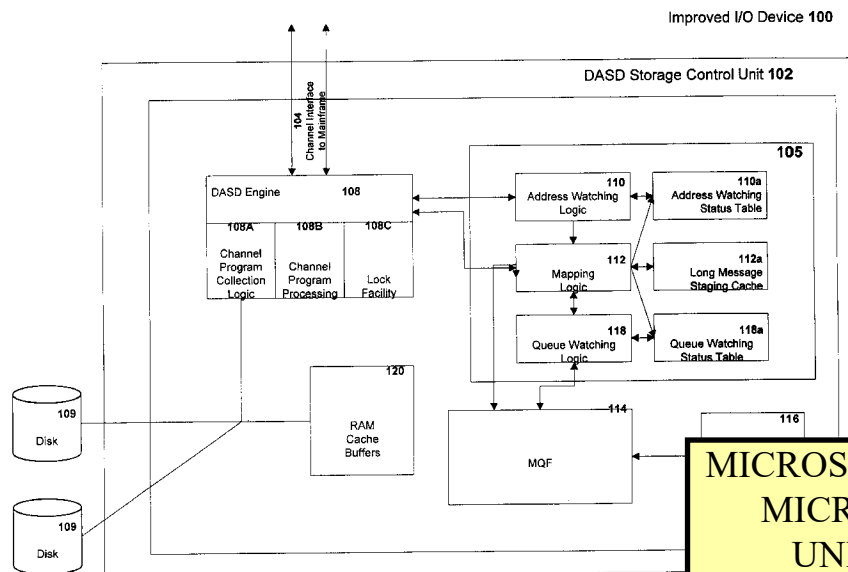 Improved I/O Device 100
DASD Storage Control Unit 102
104
Channel Interface
to Mainframe
105
DASD Engine 108
108A
Channel
Program
Collection
Logic
108B
Channel
Program
Processing
108C
Lock
Facility
110
Address Watching
Logic
110a
Address Watching
Status Table
112
Mapping
Logic
112a
Long Message
Staging Cache
118
Queue Watching
Logic
118a
Queue Watching
Status Table
109
Disk
120
RAM
Cache
Buffers
114
MQF
116
109
Disk